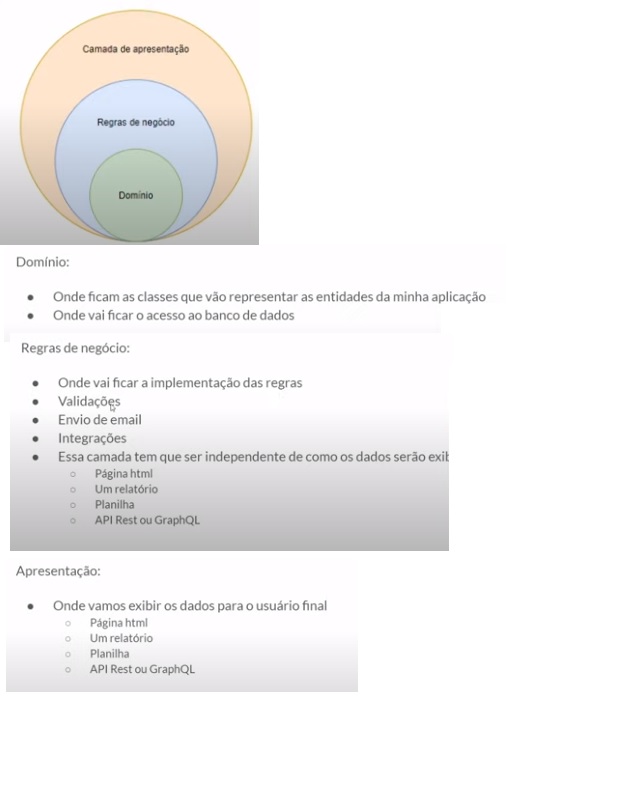 Camada de apresentação
Regras de negócio
Domínio
Domínio:
● Onde ficam as classes que vão representar as entidades da minha aplicação
● Onde vai ficar o acesso ao banco de dados
Regras de negócio:
● Onde vai ficar a implementação das regras
● Validações
● Envio de email
● Integrações
● Essa camada tem que ser independente de como os dados serão
○ Página html
○ Um relatório
○ Planilha
○ API Rest ou GraphQL
Apresentação:
● Onde vamos exibir os dados para o usuário final
○ Página html
○ Um relatório
○ Planilha
○ API Rest ou GraphQL